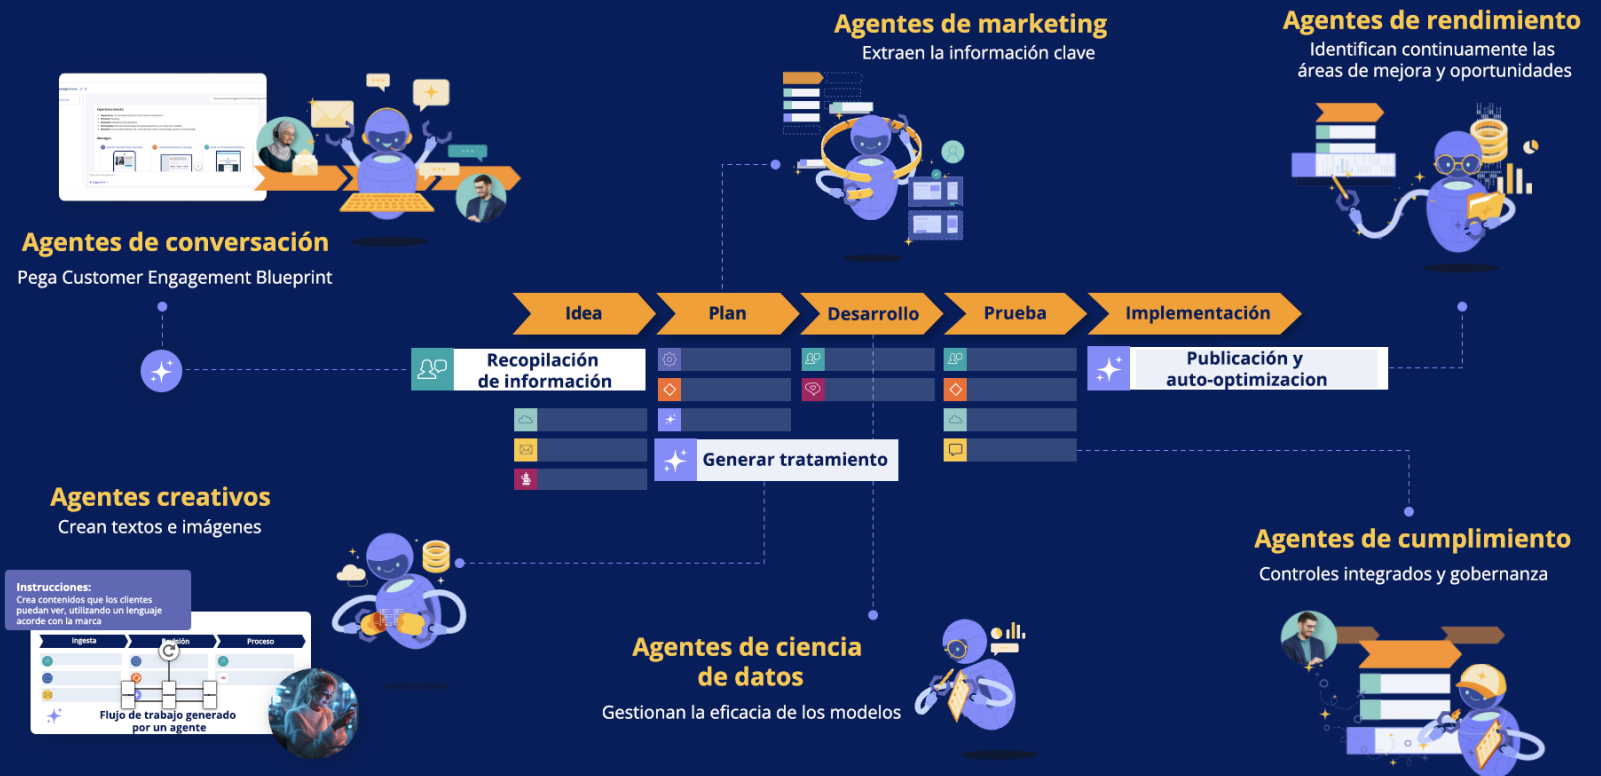 Agentes de marketing
Extraen la información clave
Agentes de rendimiento
Identifican continuamente las
áreas de mejora y oportunidades
Agentes de conversación
Pega Customer Engagement Blueprint
Idea
Plan
Desarrollo
Prueba
Implementación
Recopilación
de información
Publicación y
auto-optimizacion
Generar tratamiento
Agentes creativos
Crean textos e imágenes
Instrucciones:
Crea contenidos que los clientes
puedan ver, utilizando un lenguaje
acorde con la marca
Ingesta
Proceso
Flujo de trabajo generado
por un agente
Agentes de ciencia
de datos
Gestionan la eficacia de los modelos
Agentes de cumplimiento
Controles integrados y gobernanza